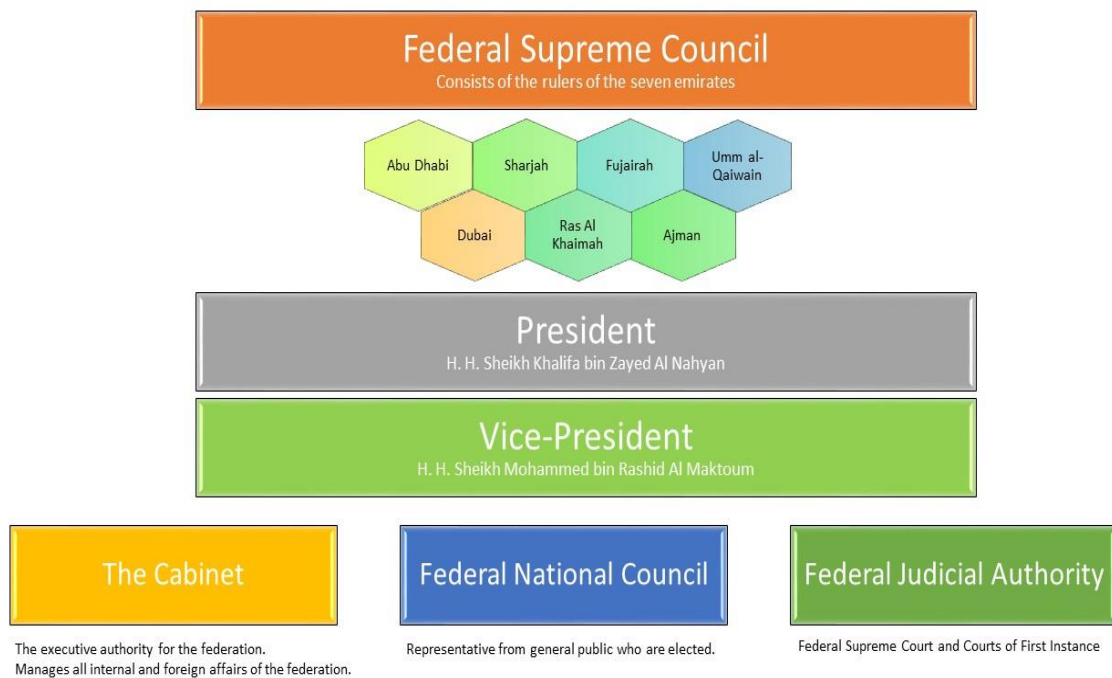 Federal Supreme Council
Consists of the rulers of the seven emirates
Abu Dhabi
Sharjah
Fujairah
Umm al-
Qaiwain
Dubai
Ras Al
Khaimah
Ajman
President
H. H. Sheikh Khalifa bin Zayed Al Nahyan
Vice-President
H. H. Sheikh Mohammed bin Rashid Al Maktoum
The Cabinet
The executive authority for the federation.
Manages all internal and foreign affairs of the federation.
Federal National Council
Representative from general public who are elected.
Federal Judicial Authority
Federal Supreme Court and Courts of First Instance